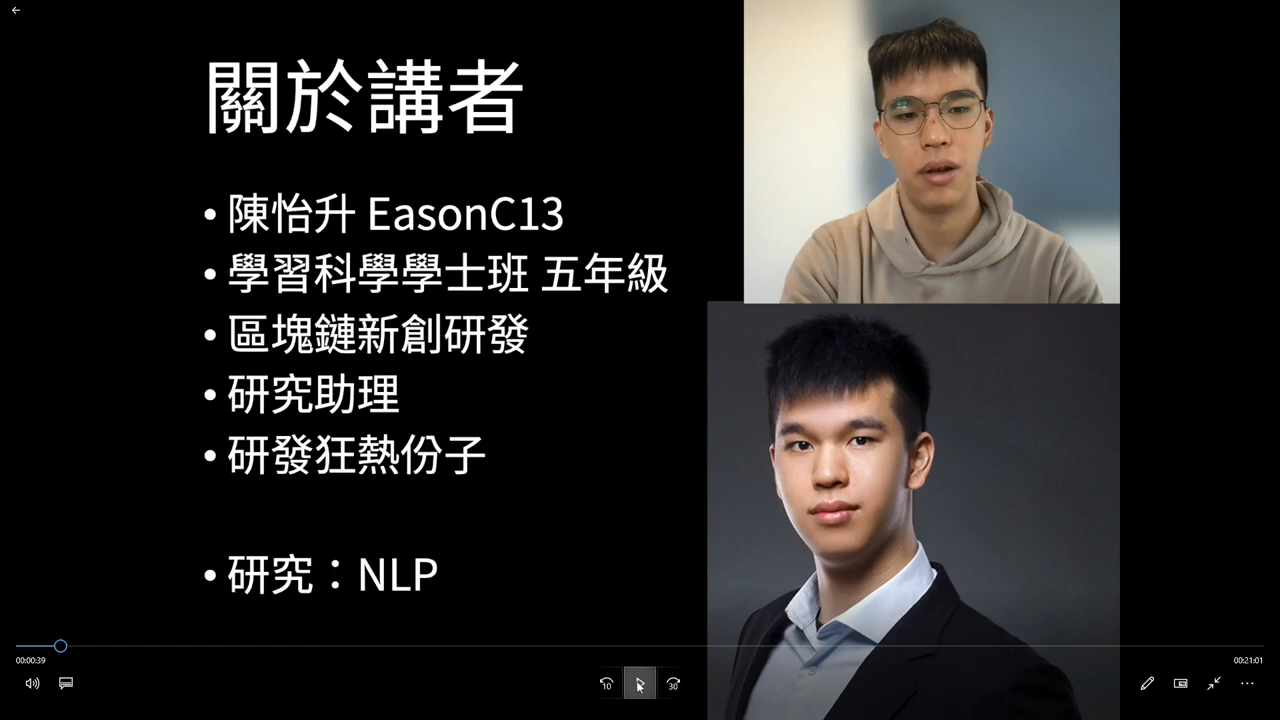 關於講者
• 陳怡升 EasonC13
• 學習科學學士班 五年級
• 區塊鏈新創研發
• 研究助理
• 研發狂熱份子
• 研究：NLP
00:00:39
00:21:01
10
30